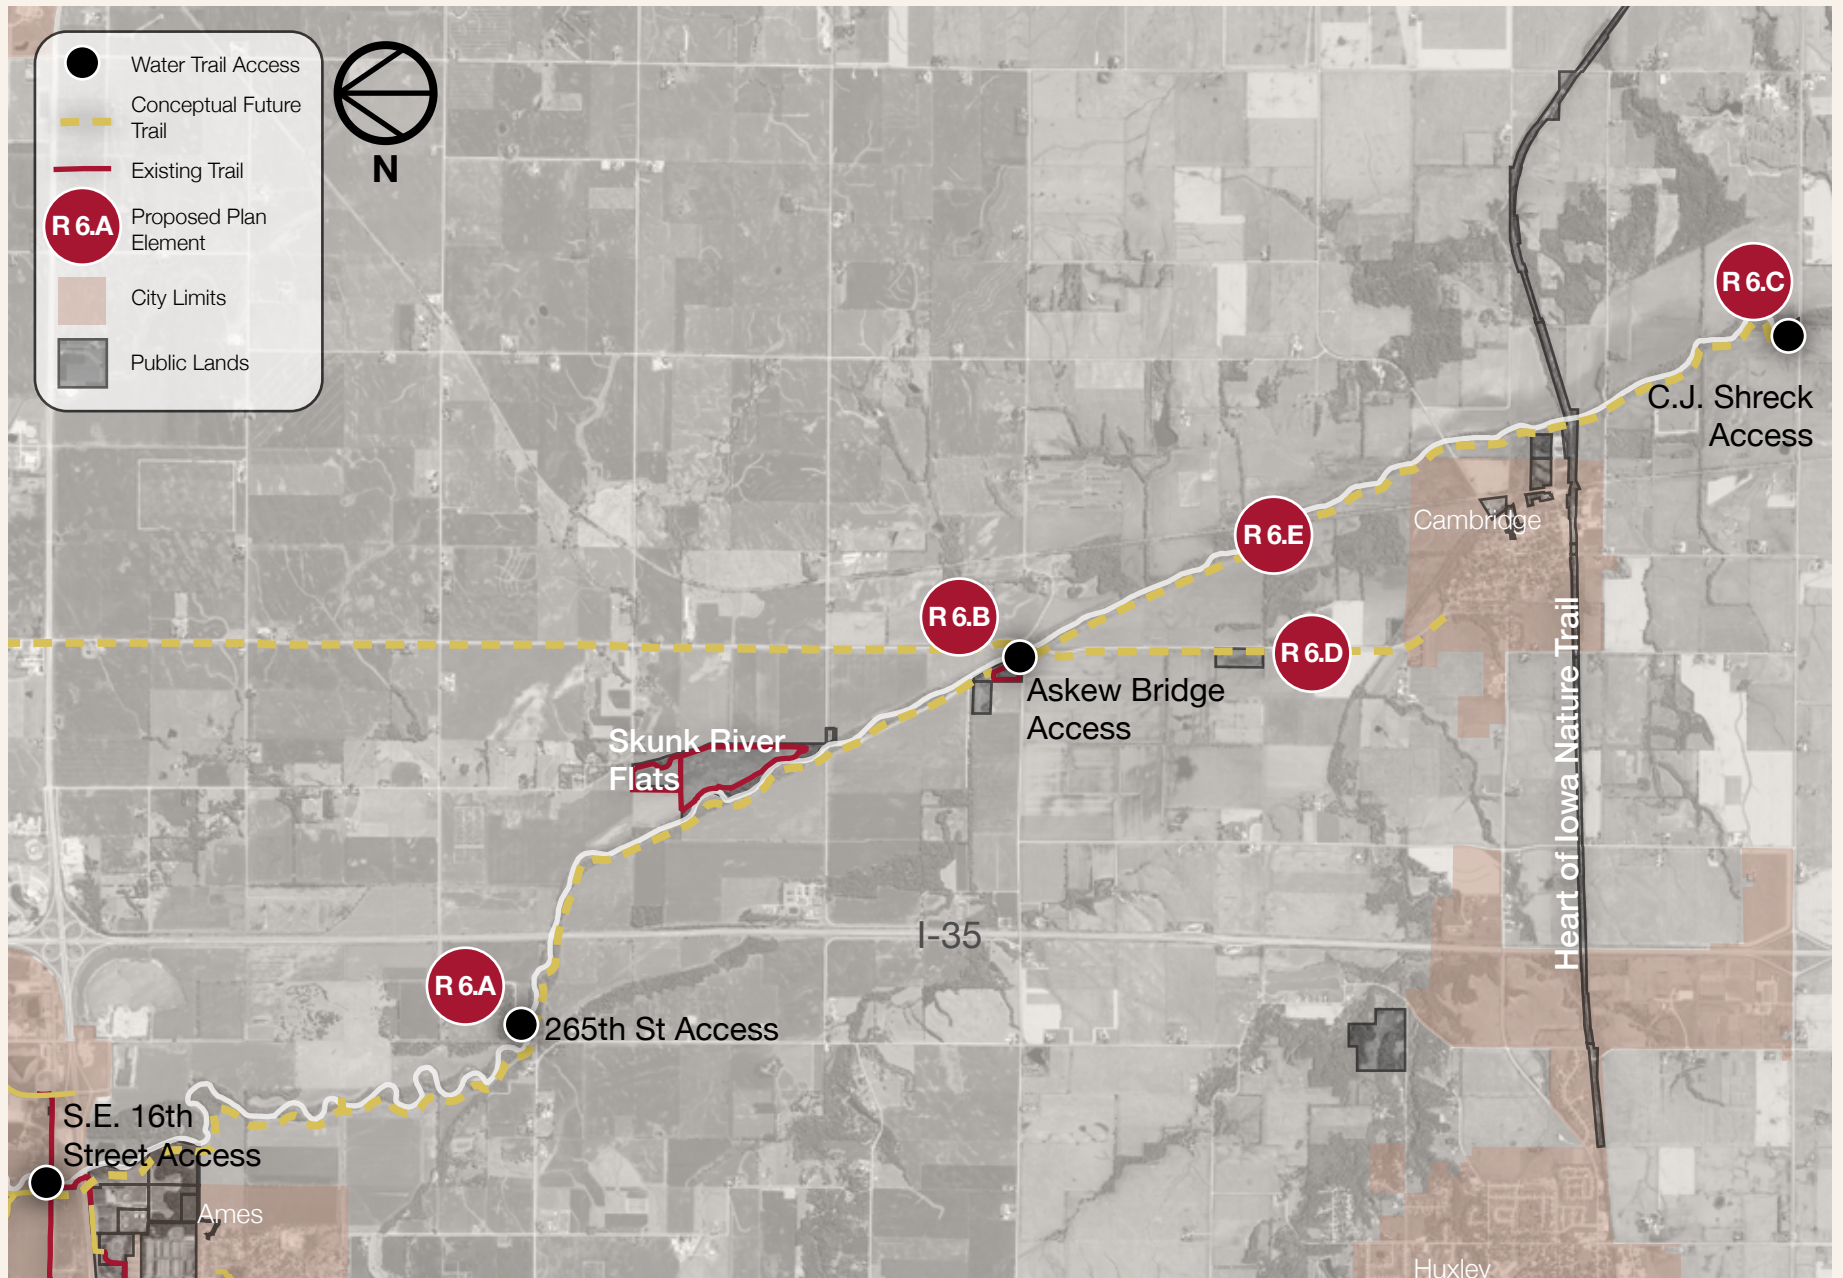 Water Trail Access
Conceptual Future
Trail
Existing Trail
R 6.A
Proposed Plan
Element
City Limits
Public Lands
N
R 6.C
C.J. Shreck
Access
Cambridge
R 6.E
R 6.B
R 6.D
Askew Bridge
Access
Skunk River
Flats
Heart of Iowa Nature Trail
I-35
R 6.A
265th St Access
S.E. 16th
Street Access
Ames
Huxley